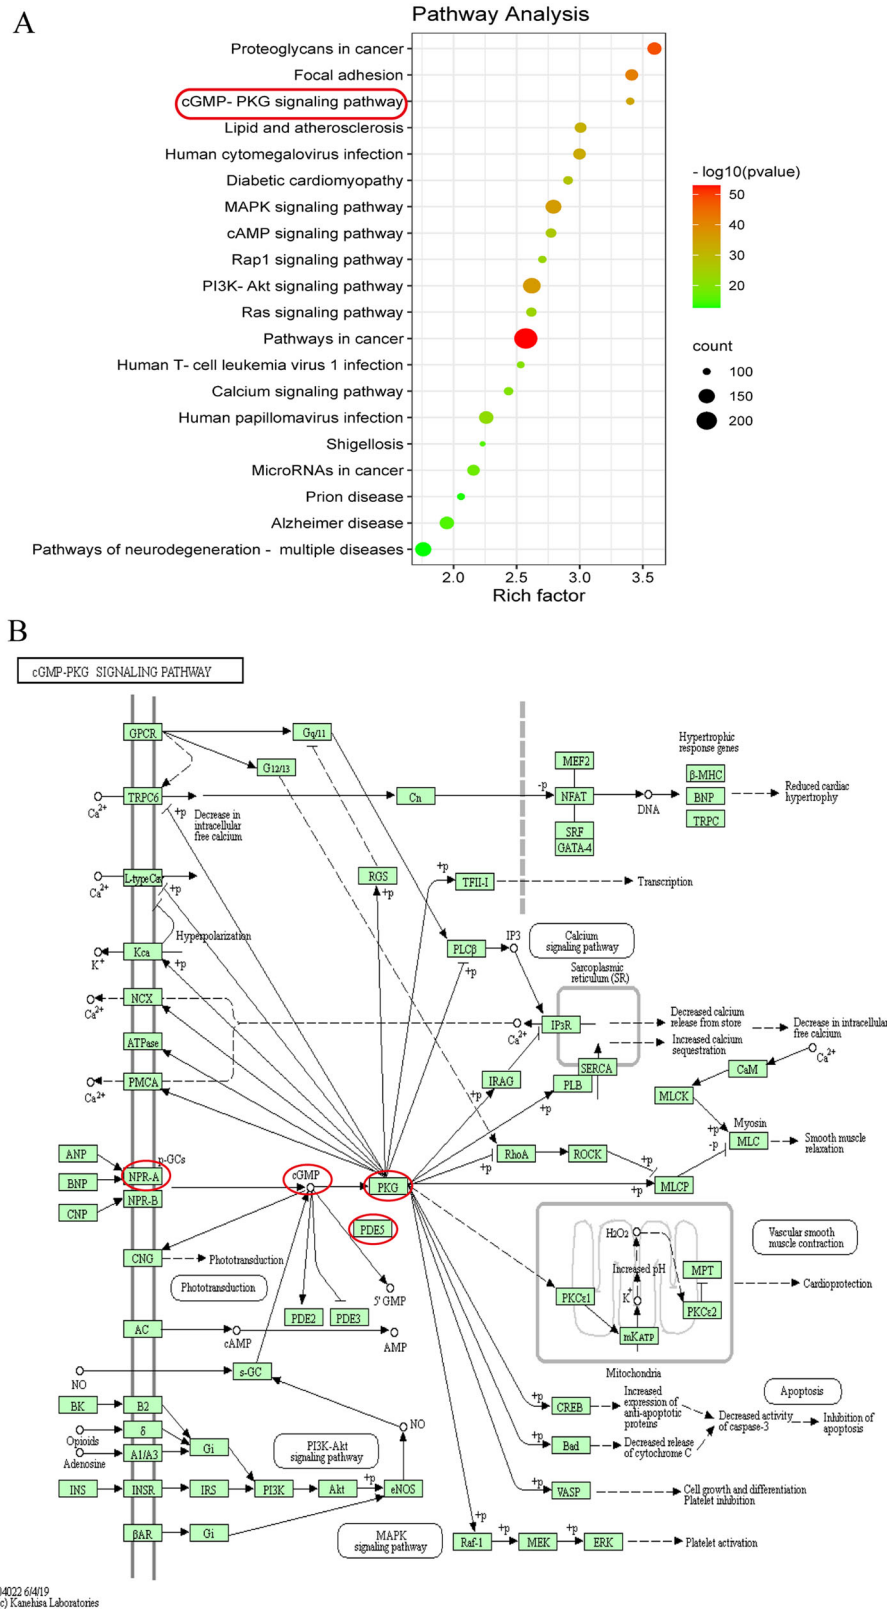 A
Pathway Analysis
Proteoglycans in cancer
Focal adhesion
cGMP- PKG signaling pathway
Lipid and atherosclerosis
Human cytomegalovirus infection
Diabetic cardiomyopathy
MAPK signaling pathway
cAMP signaling pathway
Rap1 signaling pathway
PI3K- Akt signaling pathway
Ras signaling pathway
Pathways in cancer
Human T- cell leukemia virus 1 infection
Calcium signaling pathway
Human papillomavirus infection
Shigellosis
MicroRNAs in cancer
Prion disease
Alzheimer disease
Pathways of neurodegeneration - multiple diseases
2.0 2.5 3.0 3.5
Rich factor
- log10(pvalue)
50
40
30
20
count
100
150
200
B
cGMP-PKG SIGNALING PATHWAY
GPCR
Gq/11
G12/13
TRPC6
Ca2+
+p
Decrease in
intracellular
free calcium
Cn
-p
MEF2
NFAT
SRF
GATA-4
DNA
Hypertrophic
response genes
β-MHC
BNP
TRPC
Reduced cardiac
hypertrophy
L-typeCav
Ca2+
+p
RGS
+p
+p
TFII-I
Transcription
Hyperpolarization
Kca
K+
+p
PLCβ
+p
IP3
Calcium
signaling pathway
Sarcoplasmic
reticulum (SR)
NCX
Ca2+
ATPase
PMCA
Ca2+
Ca2+
IP3R
Decreased calcium
release from store
Increased calcium
sequestration
Decrease in intracellular
free calcium
Ca2+
IRAG
+p
PLB
+p
SERCA
CaM
MLCK
+p
-p
Myosin
MLC
Smooth muscle
relaxation
ANP
BNP
CNP
p-GCs
NPR-A
NPR-B
cGMP
PKG
+p
RhoA
ROCK
+p
MLCP
PDE5
CNG
Phototransduction
Phototransduction
5' GMP
PDE2
PDE3
H2O2
Increased pH
K+
MPT
PKCε1
PKCε2
mKATP
Mitochondria
Vascular smooth
muscle contraction
Cardioprotection
AC
cAMP
AMP
s-GC
NO
NO
BK
B2
Opioids
δ
Adenosine
A1/A3
Gi
PI3K-Akt
signaling pathway
INS
INSR
IRS
PI3K
Akt
+p
eNOS
βAR
Gi
MAPK
signaling pathway
+p
CREB
Increased
expression of
anti-apoptotic
proteins
Apoptosis
Decreased activity
of caspase-3
Inhibition of
apoptosis
+p
Bad
Decreased release
of cytochrome C
+p
VASP
Cell growth and differentiation
Platelet inhibition
+p
Raf-1
+p
MEK
+p
ERK
Platelet activation
04022 6/4/19
c) Kanehisa Laboratories